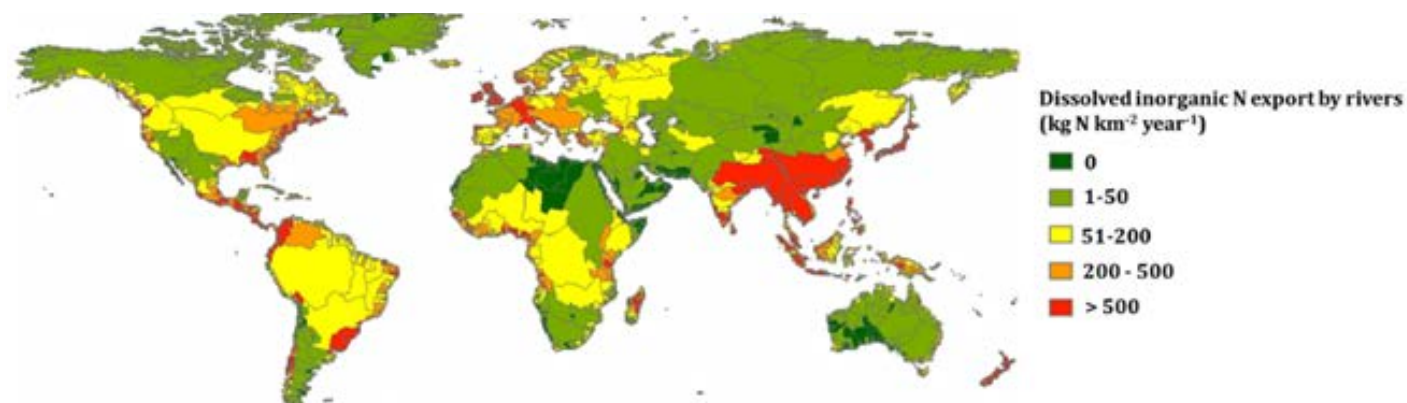 Dissolved inorganic N export by rivers
(kg N km⁻² year⁻¹)
0
1-50
51-200
200 - 500
> 500